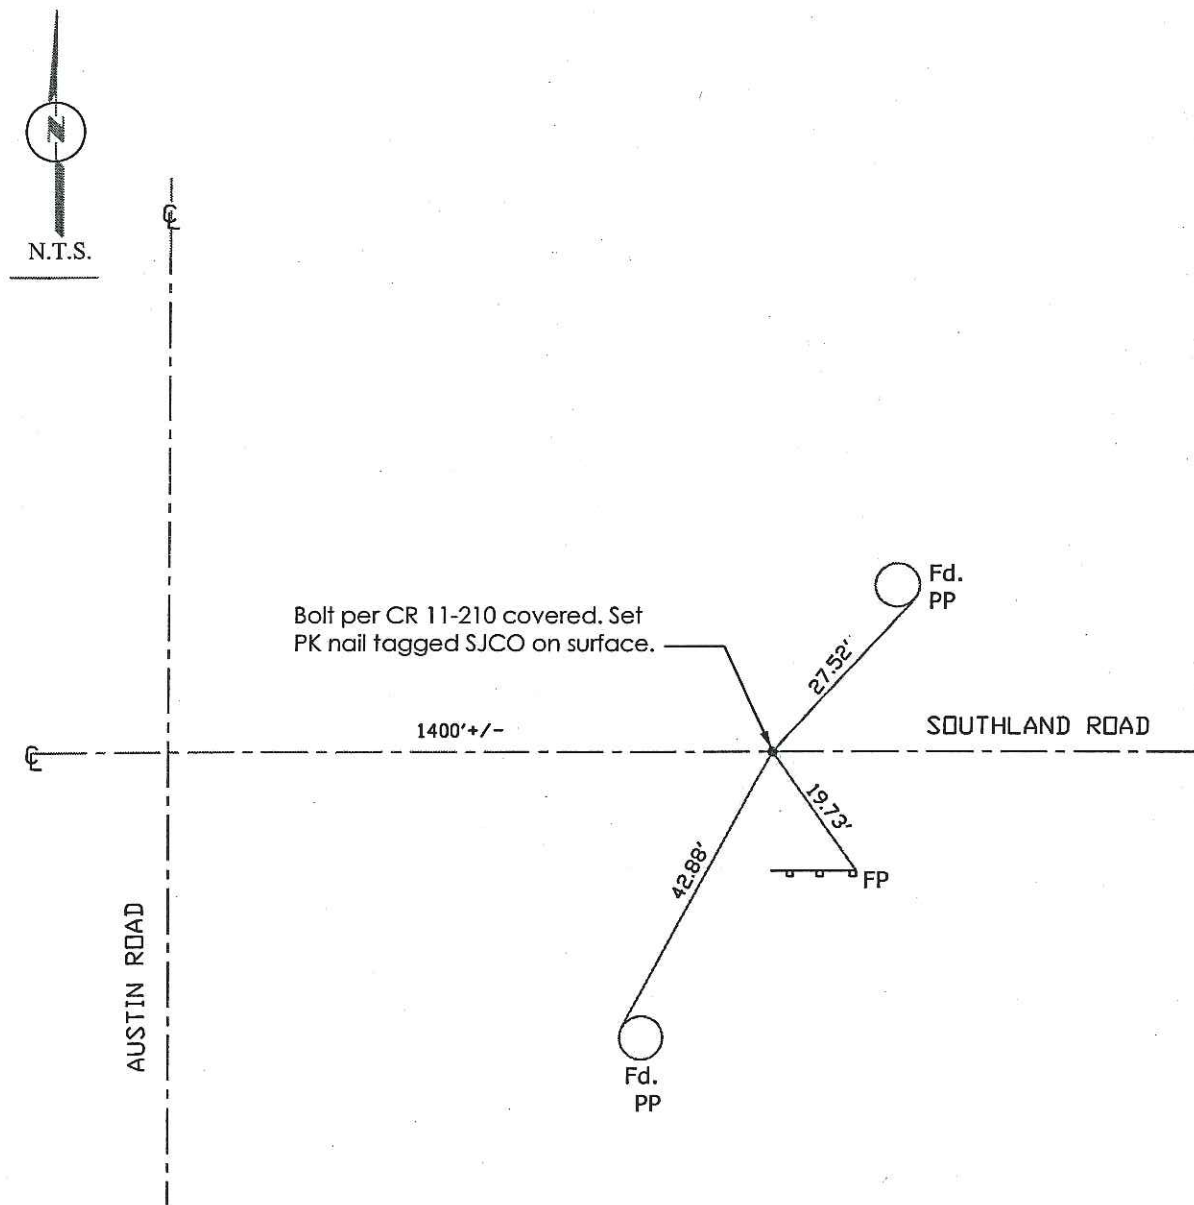 N
N.T.S.
℄
Fd.
PP
Bolt per CR 11-210 covered. Set
PK nail tagged SJCO on surface.
27.52'
1400'+/-
SOUTHLAND ROAD
℄
19.73'
42.88'
FP
AUSTIN ROAD
Fd.
PP